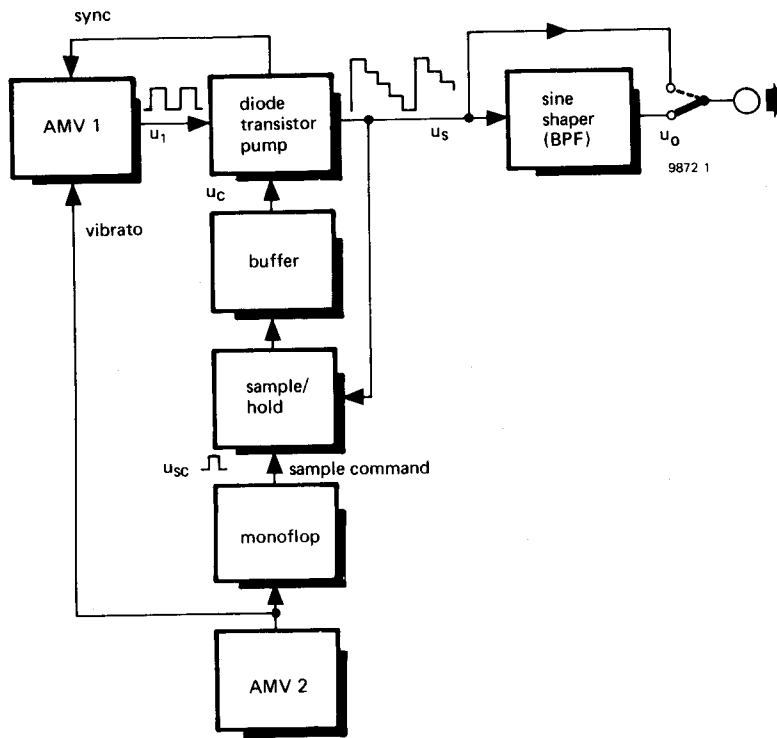 sync
AMV 1
u1
diode
transistor
pump
us
sine
shaper
(BPF)
uo
9872 1
uc
vibrato
buffer
sample/
hold
usc
sample command
monoflop
AMV 2